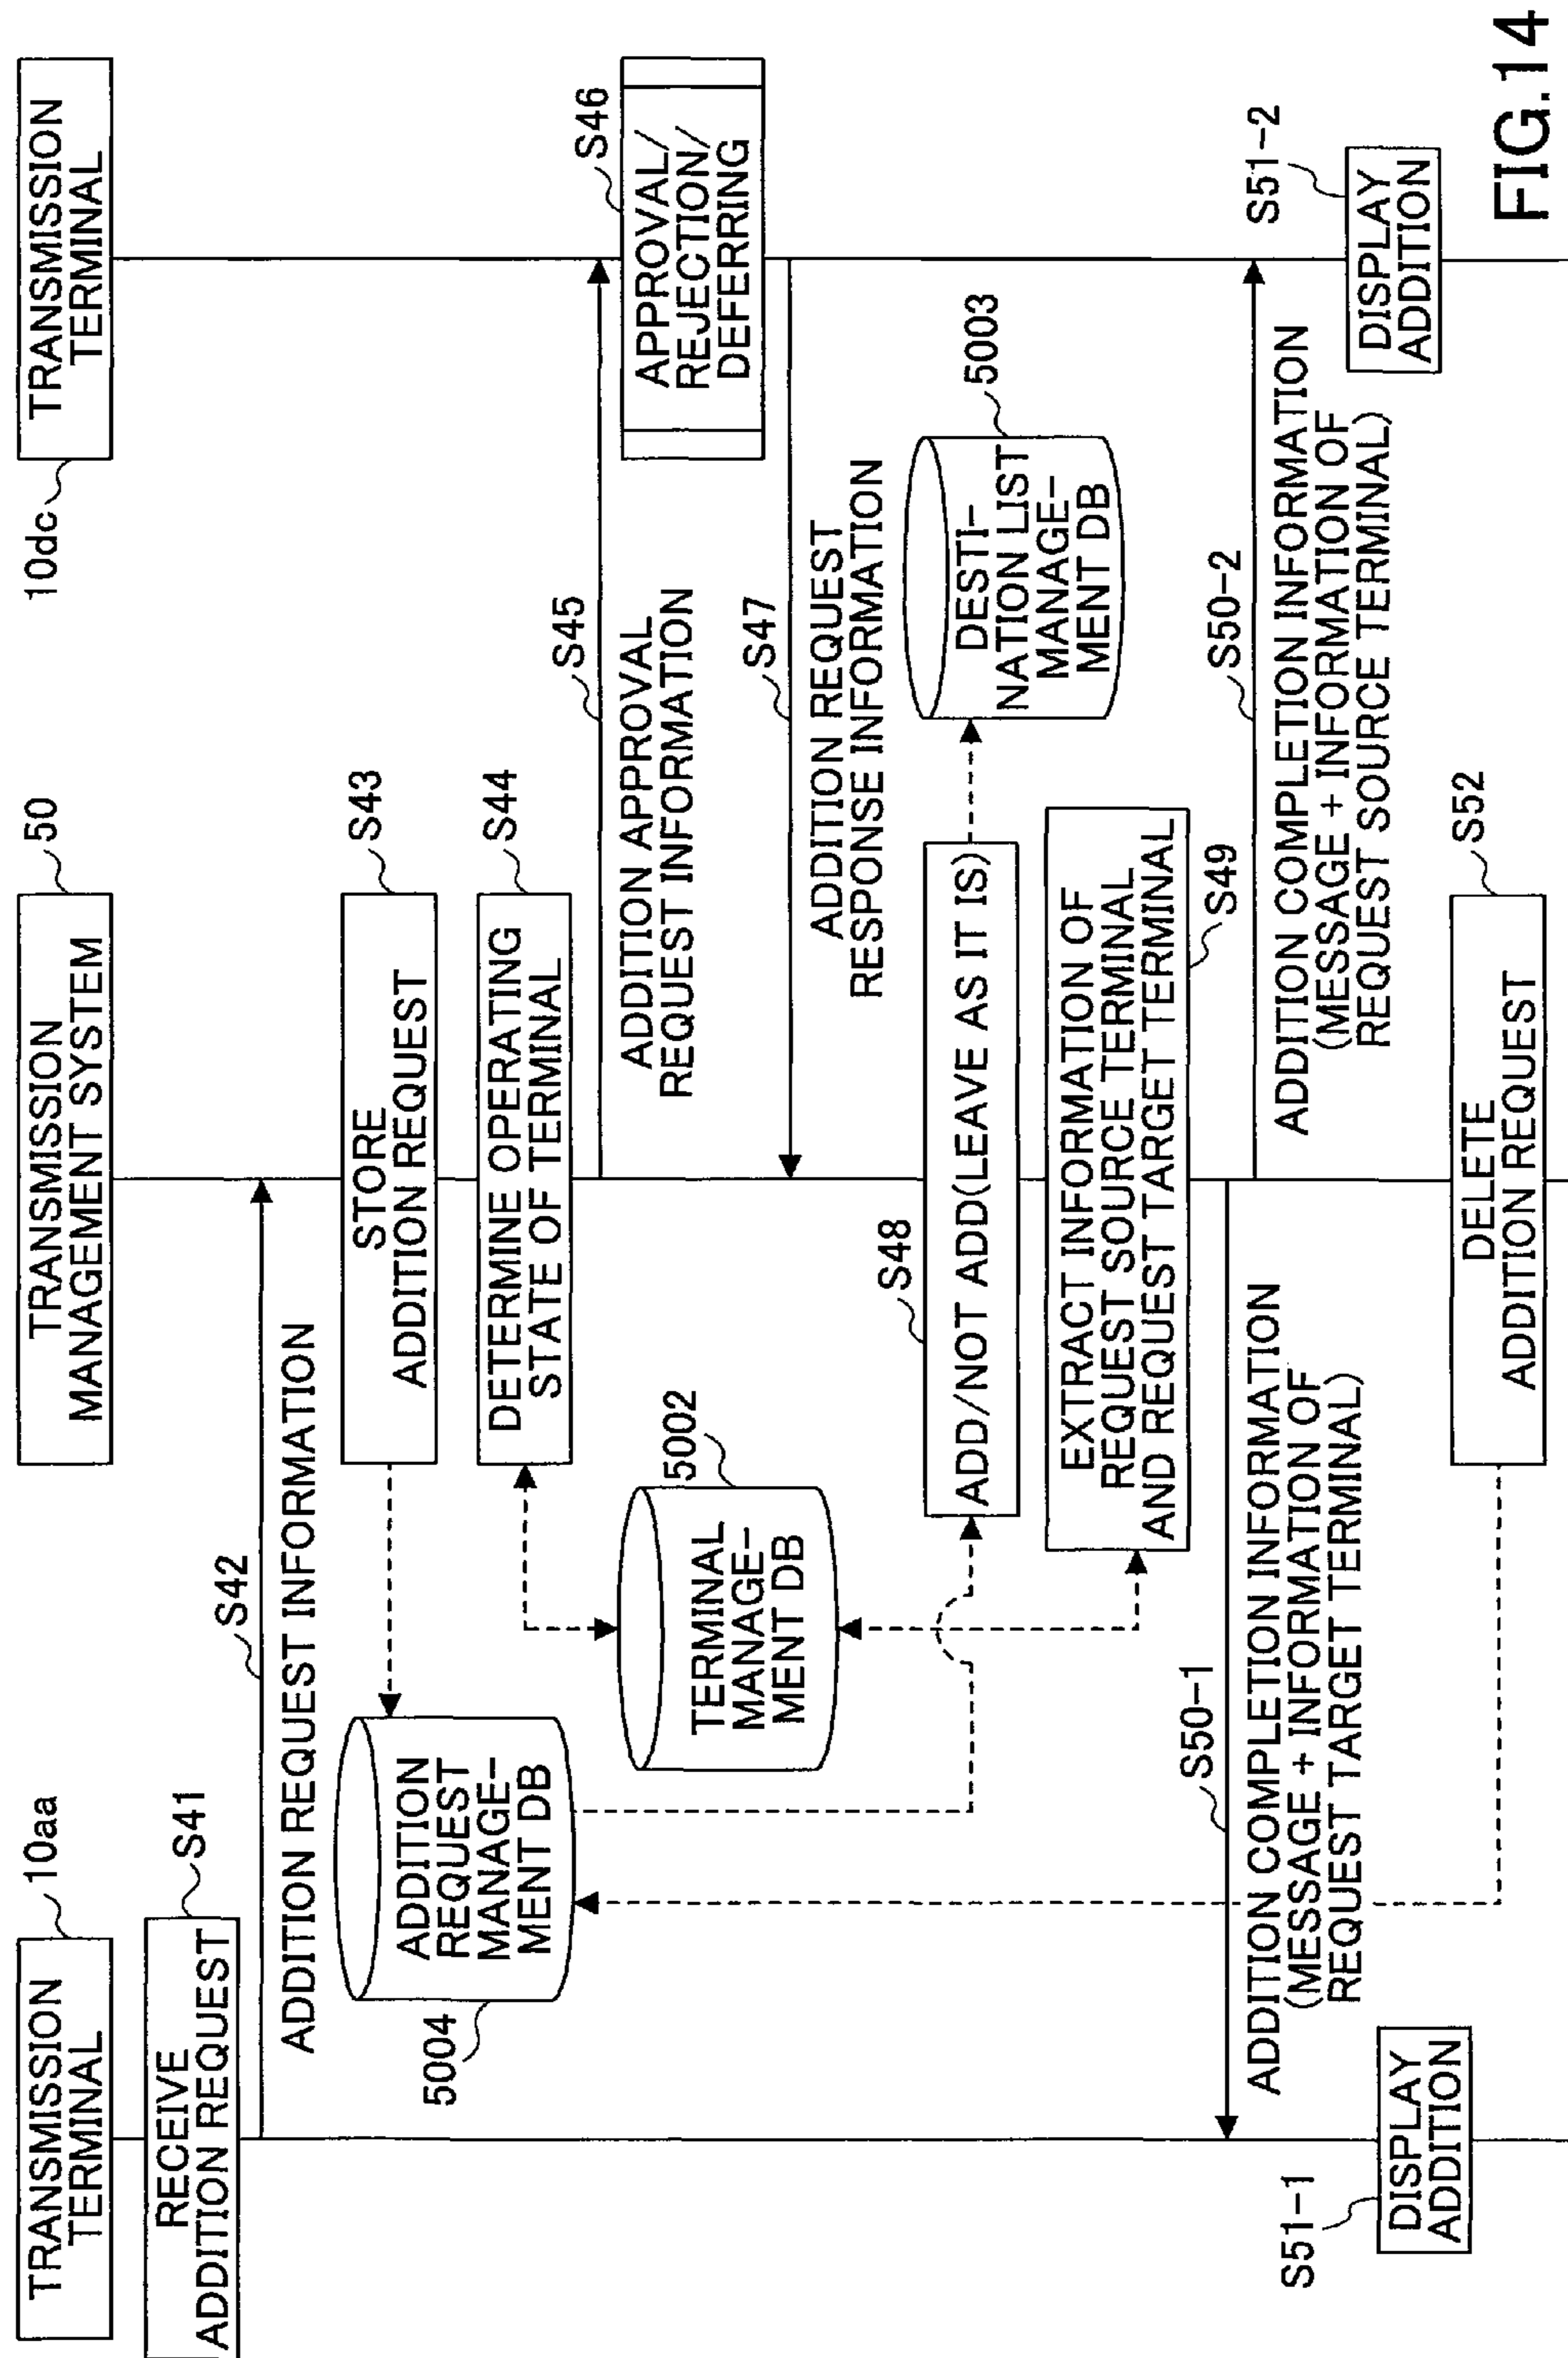 TRANSMISSION
TERMINAL
10aa
TRANSMISSION
MANAGEMENT SYSTEM
50
10dc
TRANSMISSION
TERMINAL
RECEIVE
ADDITION REQUEST
S41
S42
ADDITION REQUEST INFORMATION
STORE
ADDITION REQUEST
S43
ADDITION
REQUEST
MANAGE-
MENT DB
5004
DETERMINE OPERATING
STATE OF TERMINAL
S44
S45
ADDITION APPROVAL
REQUEST INFORMATION
S46
APPROVAL/
REJECTION/
DEFERRING
TERMINAL
MANAGE-
MENT DB
5002
S47
ADDITION REQUEST
RESPONSE INFORMATION
S48
ADD/NOT ADD(LEAVE AS IT IS)
DESTI-
NATION LIST
MANAGE-
MENT DB
5003
EXTRACT INFORMATION OF
REQUEST SOURCE TERMINAL
AND REQUEST TARGET TERMINAL
S49
S50-1
ADDITION COMPLETION INFORMATION
(MESSAGE + INFORMATION OF
REQUEST TARGET TERMINAL)
S50-2
ADDITION COMPLETION INFORMATION
(MESSAGE + INFORMATION OF
REQUEST SOURCE TERMINAL)
S51-1
DISPLAY
ADDITION
S51-2
DISPLAY
ADDITION
DELETE
ADDITION REQUEST
S52
FIG.14